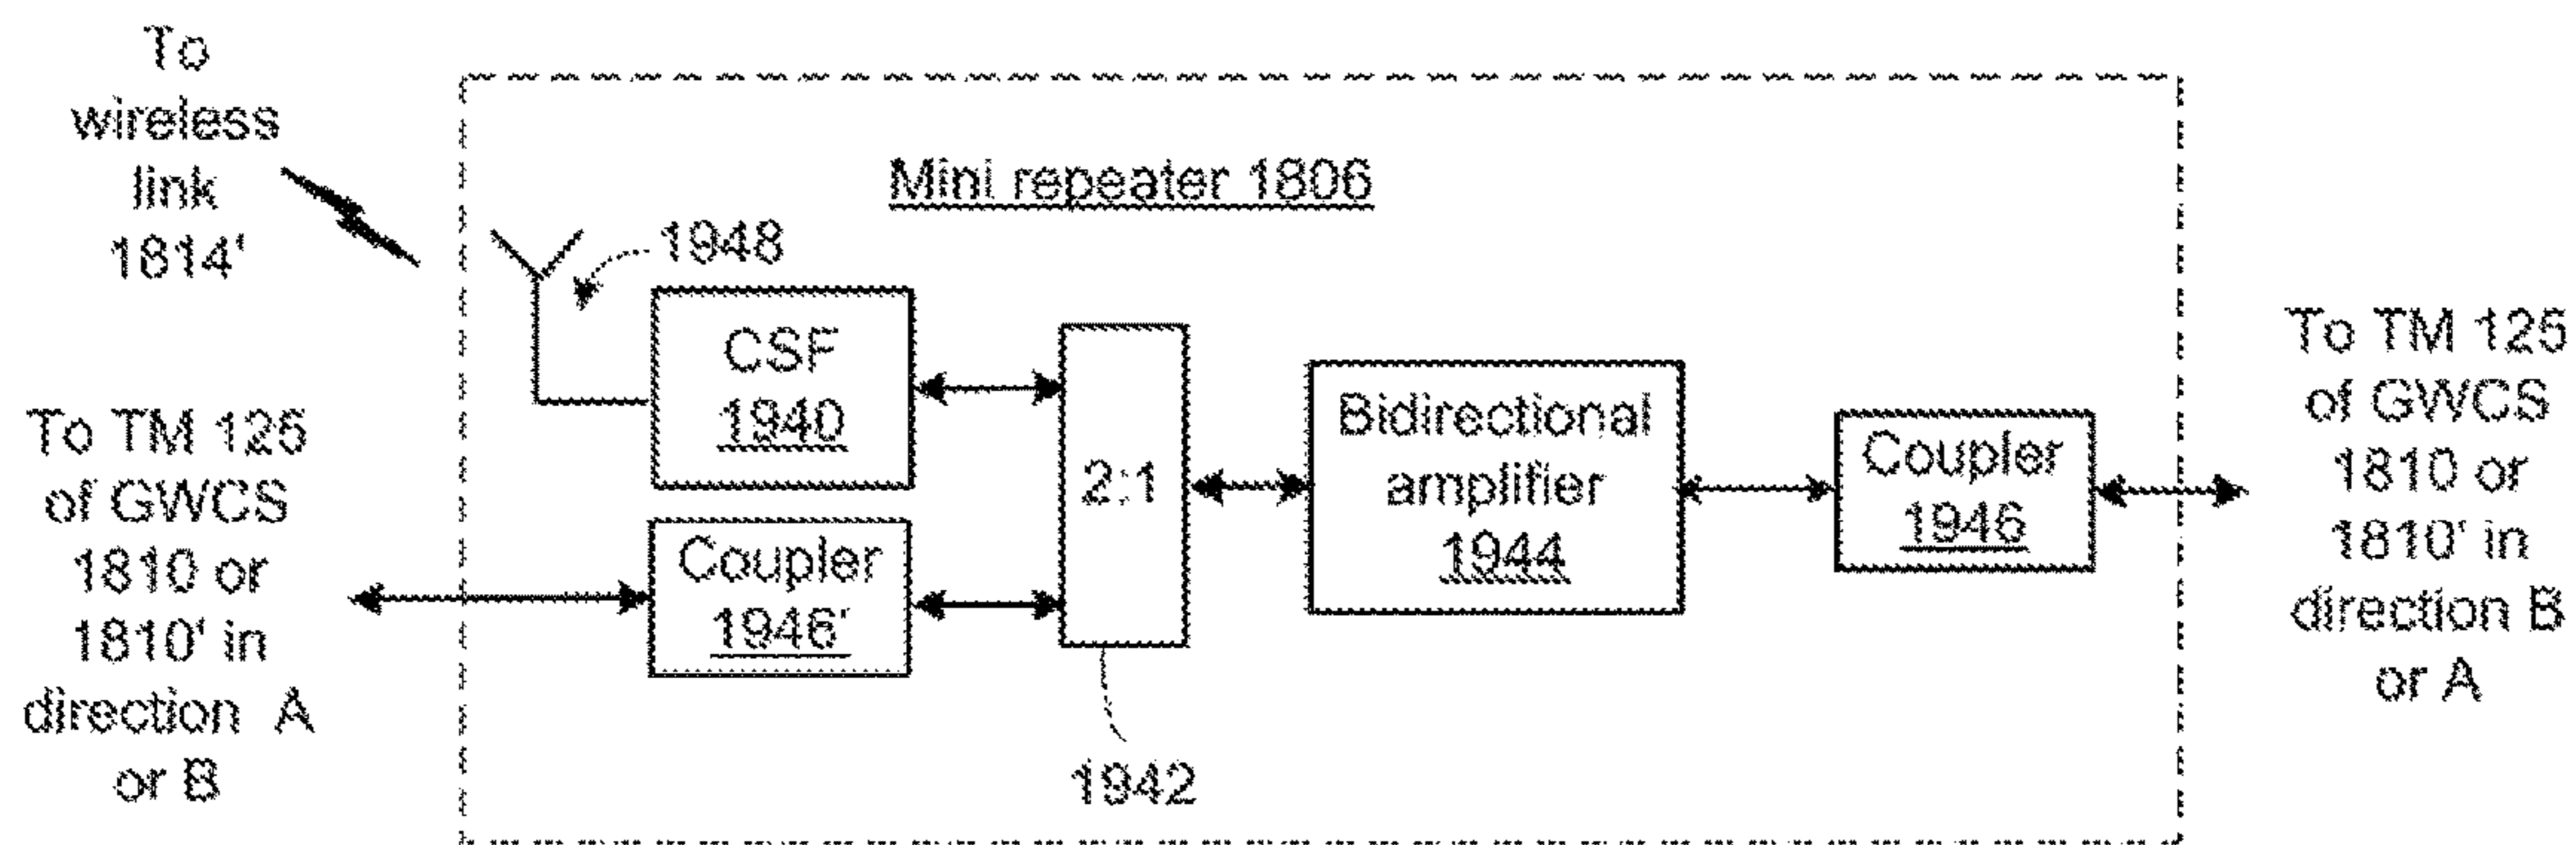 To
wireless
link
1814'
Mini repeater 1806
1948
CSF
1940
To TM 125
of GWCS
1810 or
1810' in
direction A
or B
Coupler
1946'
2:1
1942
Bidirectional
amplifier
1944
Coupler
1946
To TM 125
of GWCS
1810 or
1810' in
direction B
or A